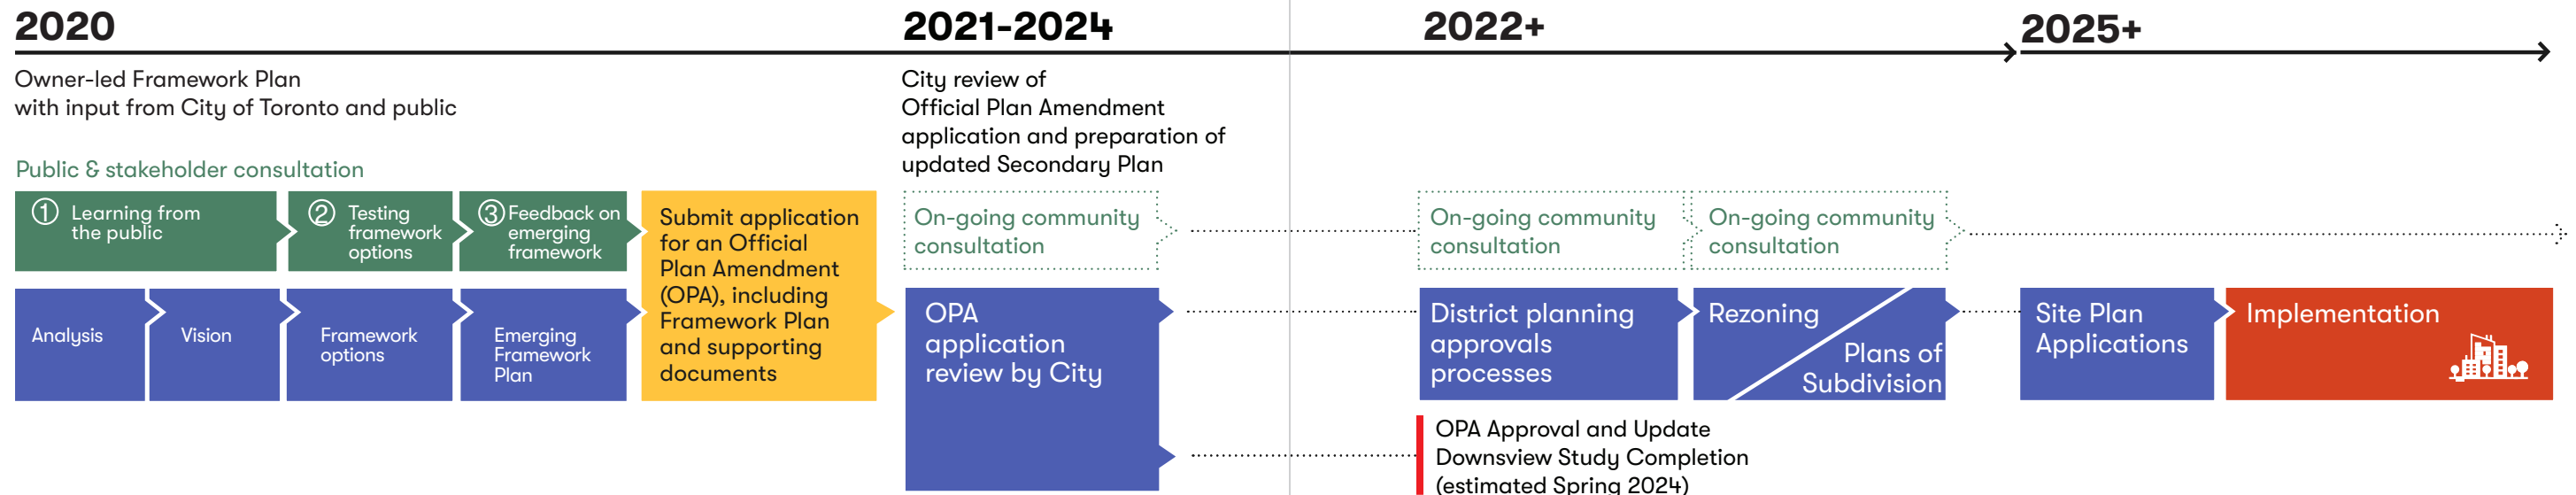 2020
2021-2024
2022+
2025+
Owner-led Framework Plan
with input from City of Toronto and public
City review of
Official Plan Amendment
application and preparation of
updated Secondary Plan
Public & stakeholder consultation
① Learning from
the public
② Testing
framework
options
③ Feedback on
emerging
framework
Submit application
for an Official
Plan Amendment
(OPA), including
Framework Plan
and supporting
documents
On-going community
consultation
On-going community
consultation
On-going community
consultation
Analysis
Vision
Framework
options
Emerging
Framework
Plan
OPA
application
review by City
District planning
approvals
processes
Rezoning
Plans of
Subdivision
Site Plan
Applications
Implementation
OPA Approval and Update
Downsview Study Completion
(estimated Spring 2024)